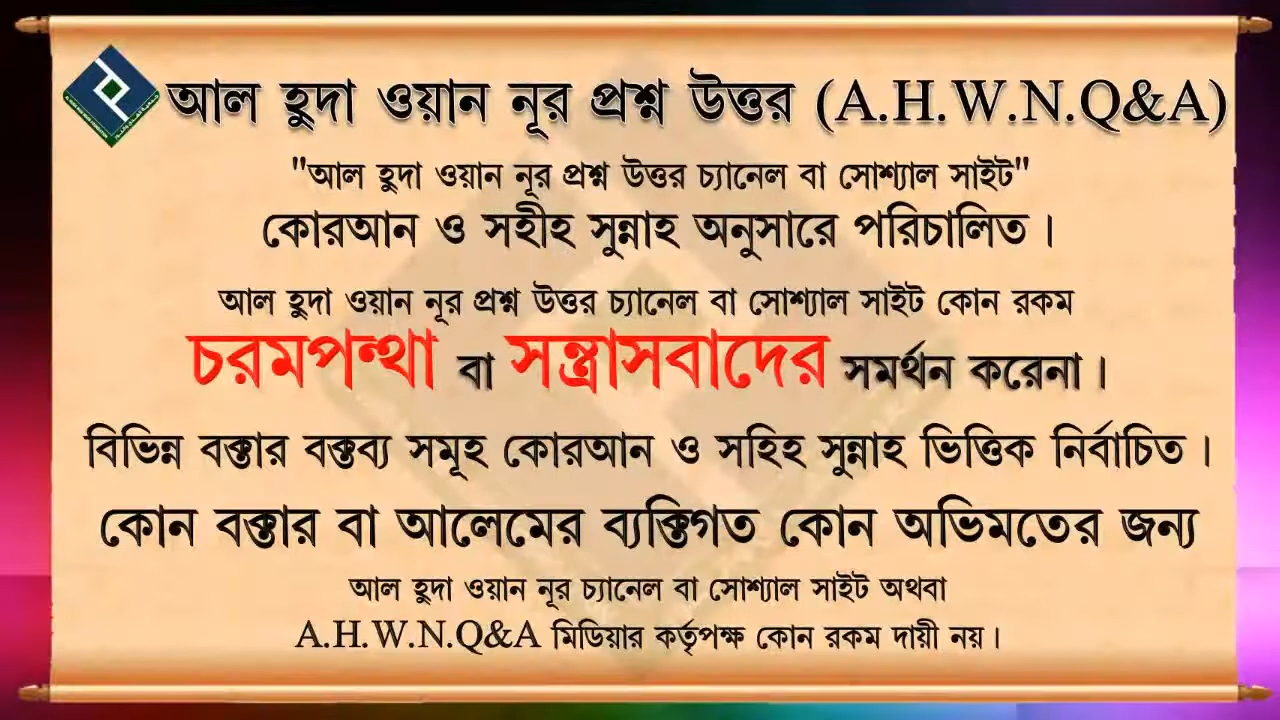 আল হুদা ওয়ান নূর প্রশ্ন উত্তর (A.H.W.N.Q&A)
"আল হুদা ওয়ান নূর প্রশ্ন উত্তর চ্যানেল বা সোশ্যাল সাইট"
কোরআন ও সহীহ সুন্নাহ অনুসারে পরিচালিত।
আল হুদা ওয়ান নূর প্রশ্ন উত্তর চ্যানেল বা সোশ্যাল সাইট কোন রকম
চরমপন্থা বা সন্ত্রাসবাদের সমর্থন করেনা।
বিভিন্ন বক্তার বক্তব্য সমূহ কোরআন ও সহিহ সুন্নাহ ভিত্তিক নির্বাচিত।
কোন বক্তার বা আলেমের ব্যক্তিগত কোন অভিমতের জন্য
আল হুদা ওয়ান নূর চ্যানেল বা সোশ্যাল সাইট অথবা
A.H.W.N.Q&A মিডিয়ার কর্তৃপক্ষ কোন রকম দায়ী নয়।